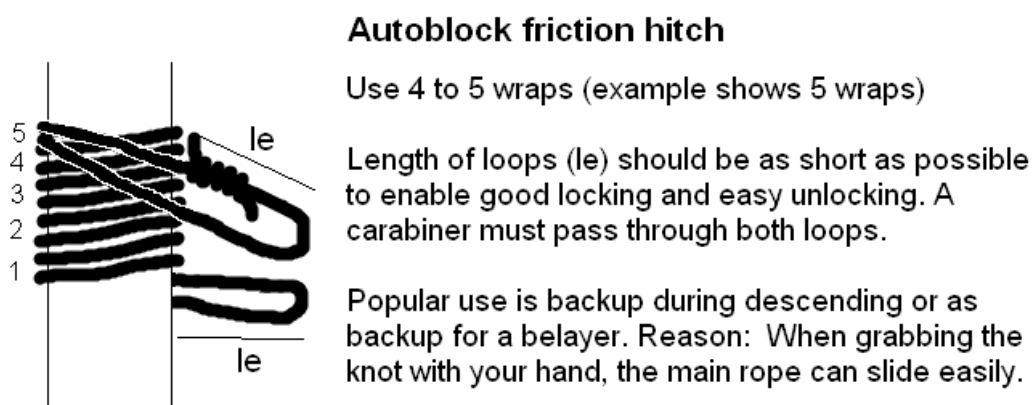 Autoblock friction hitch
Use 4 to 5 wraps (example shows 5 wraps)
Length of loops (le) should be as short as possible
to enable good locking and easy unlocking. A
carabiner must pass through both loops.
Popular use is backup during descending or as
backup for a belayer. Reason:  When grabbing the
knot with your hand, the main rope can slide easily.
5
4
3
2
1
le
le